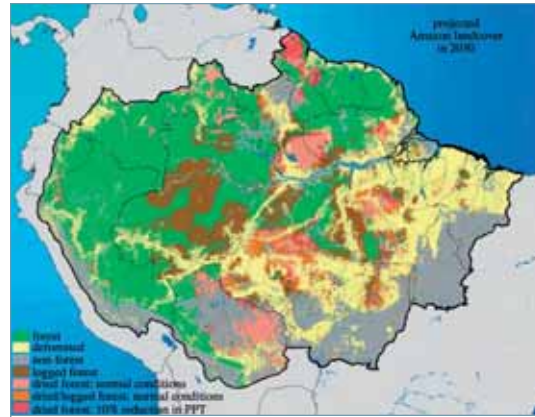 projected
Amazon landcover
in 2030
forest
deforested
non-forest
logged forest
dried forest: normal conditions
dried/logged forest: normal conditions
dried forest: 10% reduction in PPT